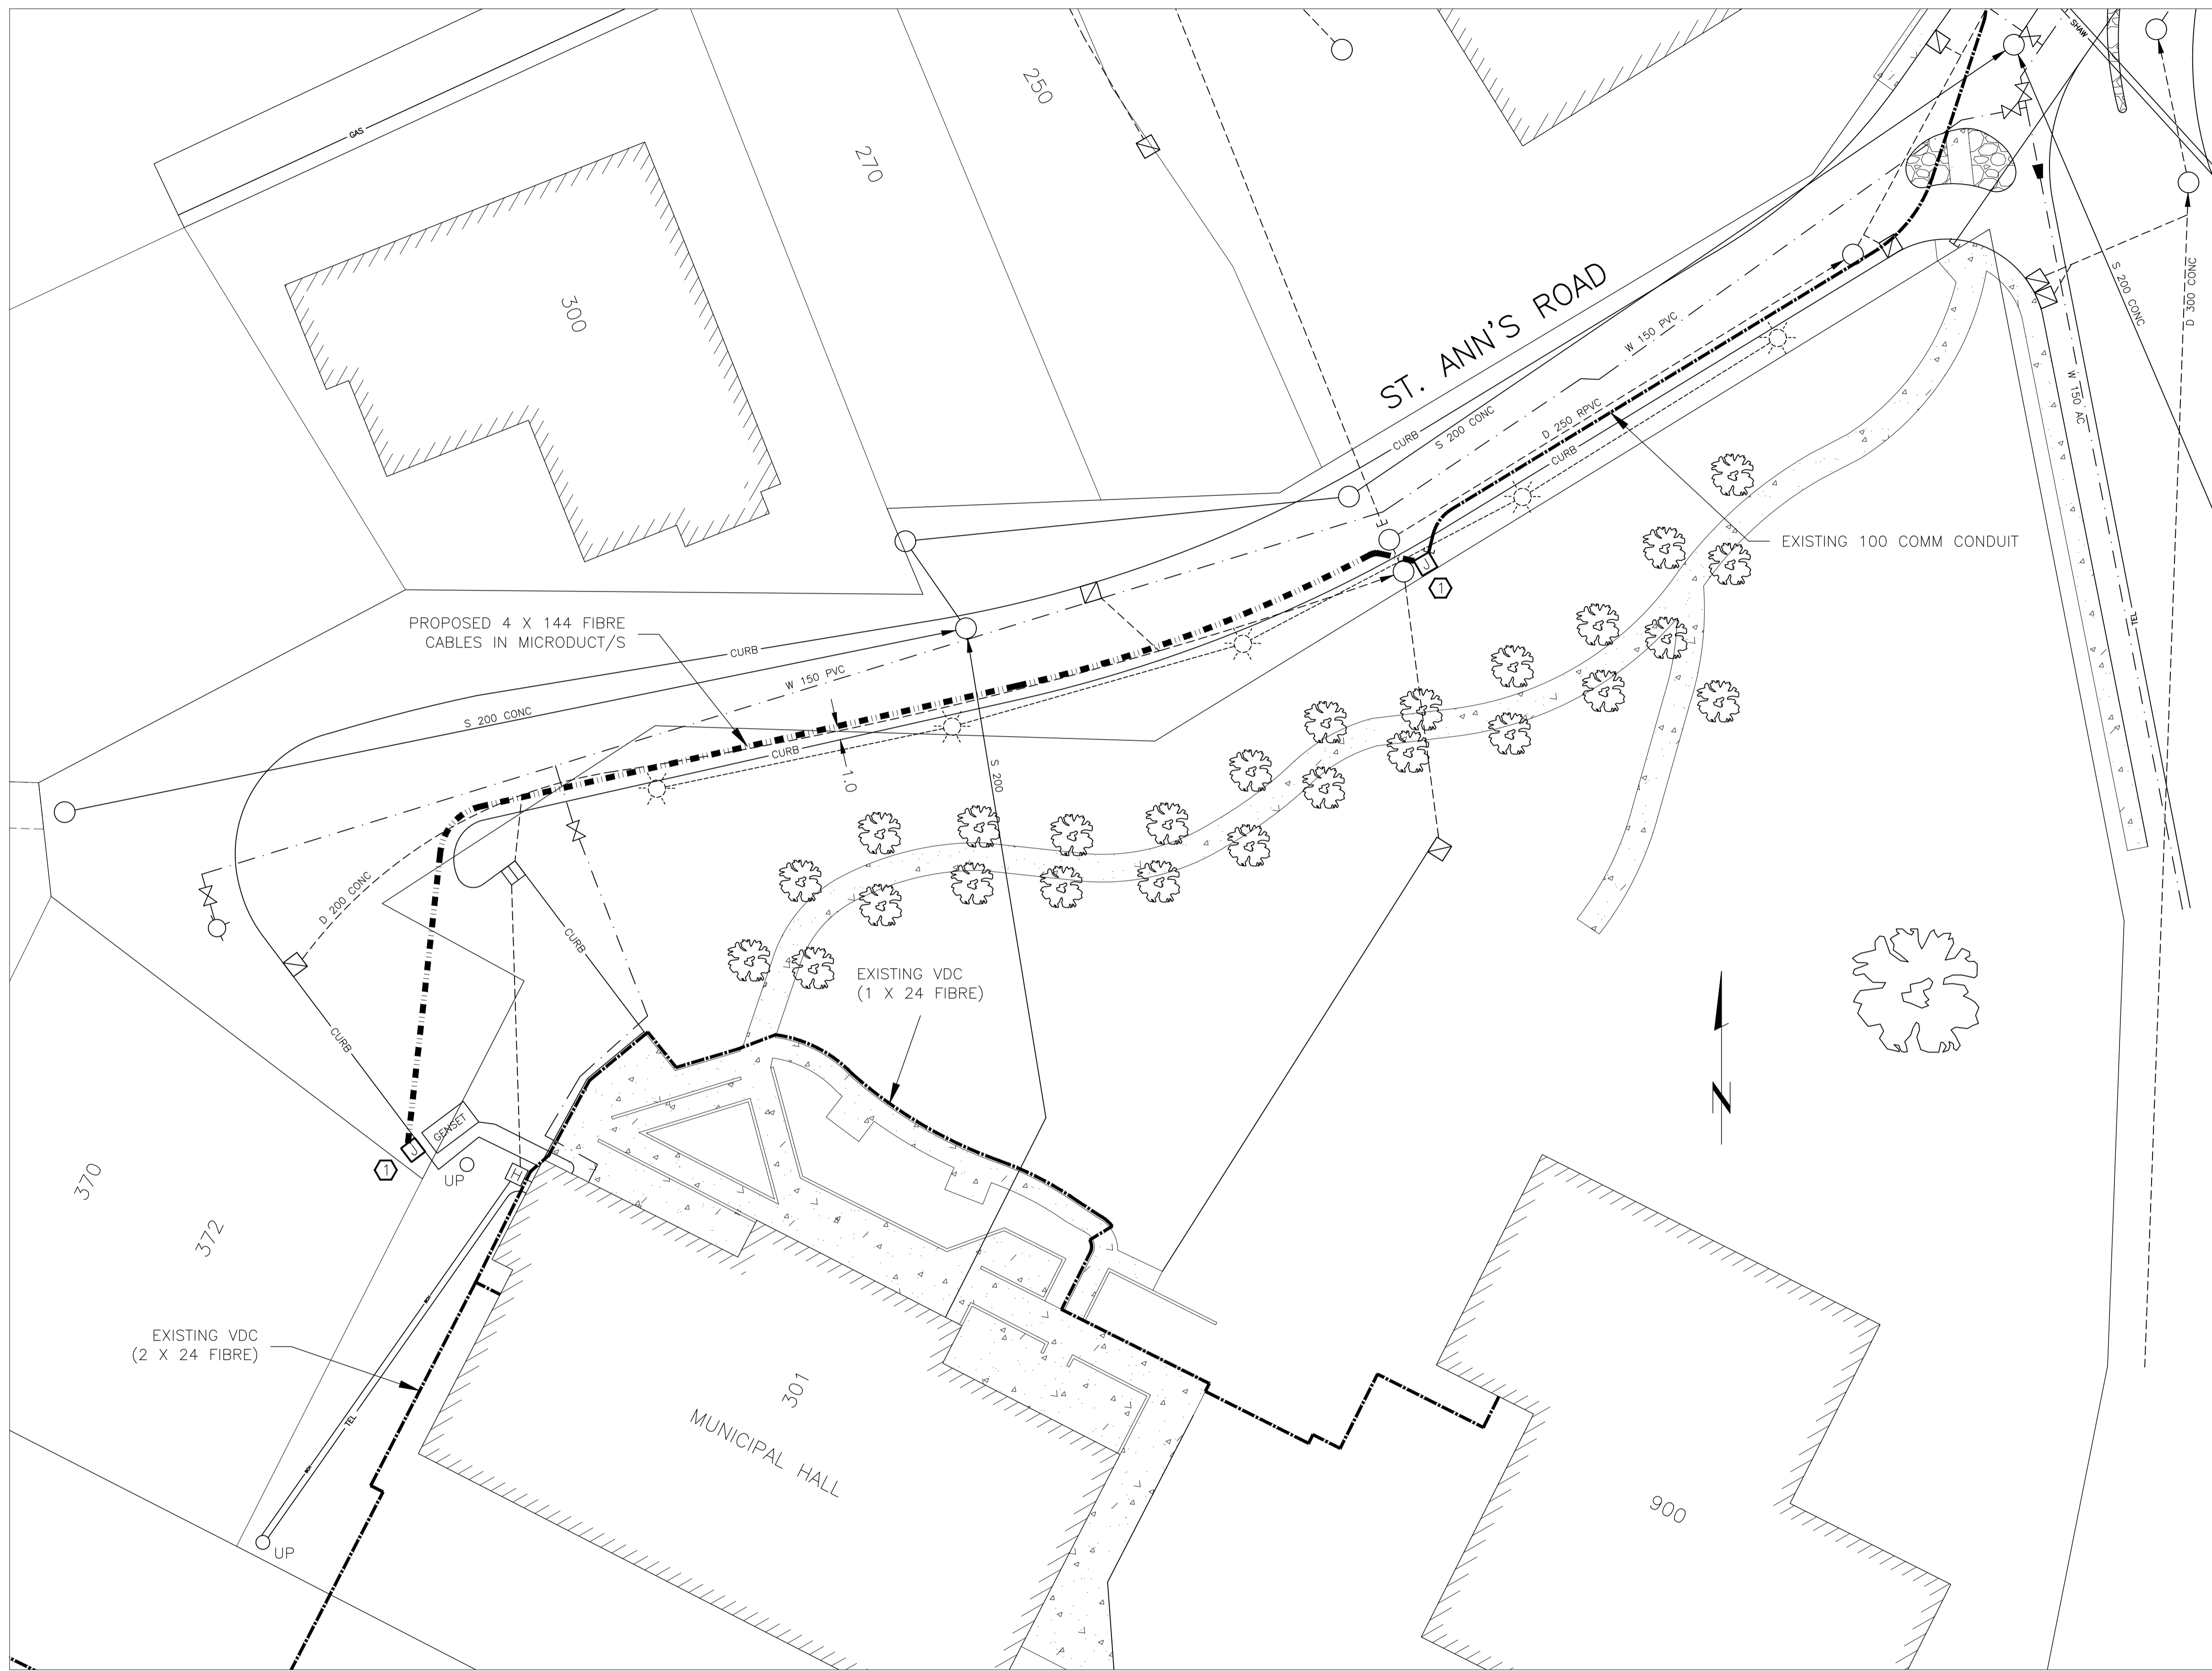 SHAW
GAS
250
270
300
ST. ANN'S ROAD
W 150 PVC
D 250 RPVC
CURB
S 200 CONC
CURB
S 200 CONC
D 300 CONC
W 150 AC
TEL
EXISTING 100 COMM CONDUIT
J
1
PROPOSED 4 X 144 FIBRE
CABLES IN MICRODUCT/S
CURB
W 150 PVC
S 200 CONC
CURB
1.0
S 200
D 200 CONC
CURB
CURB
EXISTING VDC
(1 X 24 FIBRE)
N
GENSET
J
1
UP
H
370
372
EXISTING VDC
(2 X 24 FIBRE)
TEL
UP
301
MUNICIPAL HALL
900